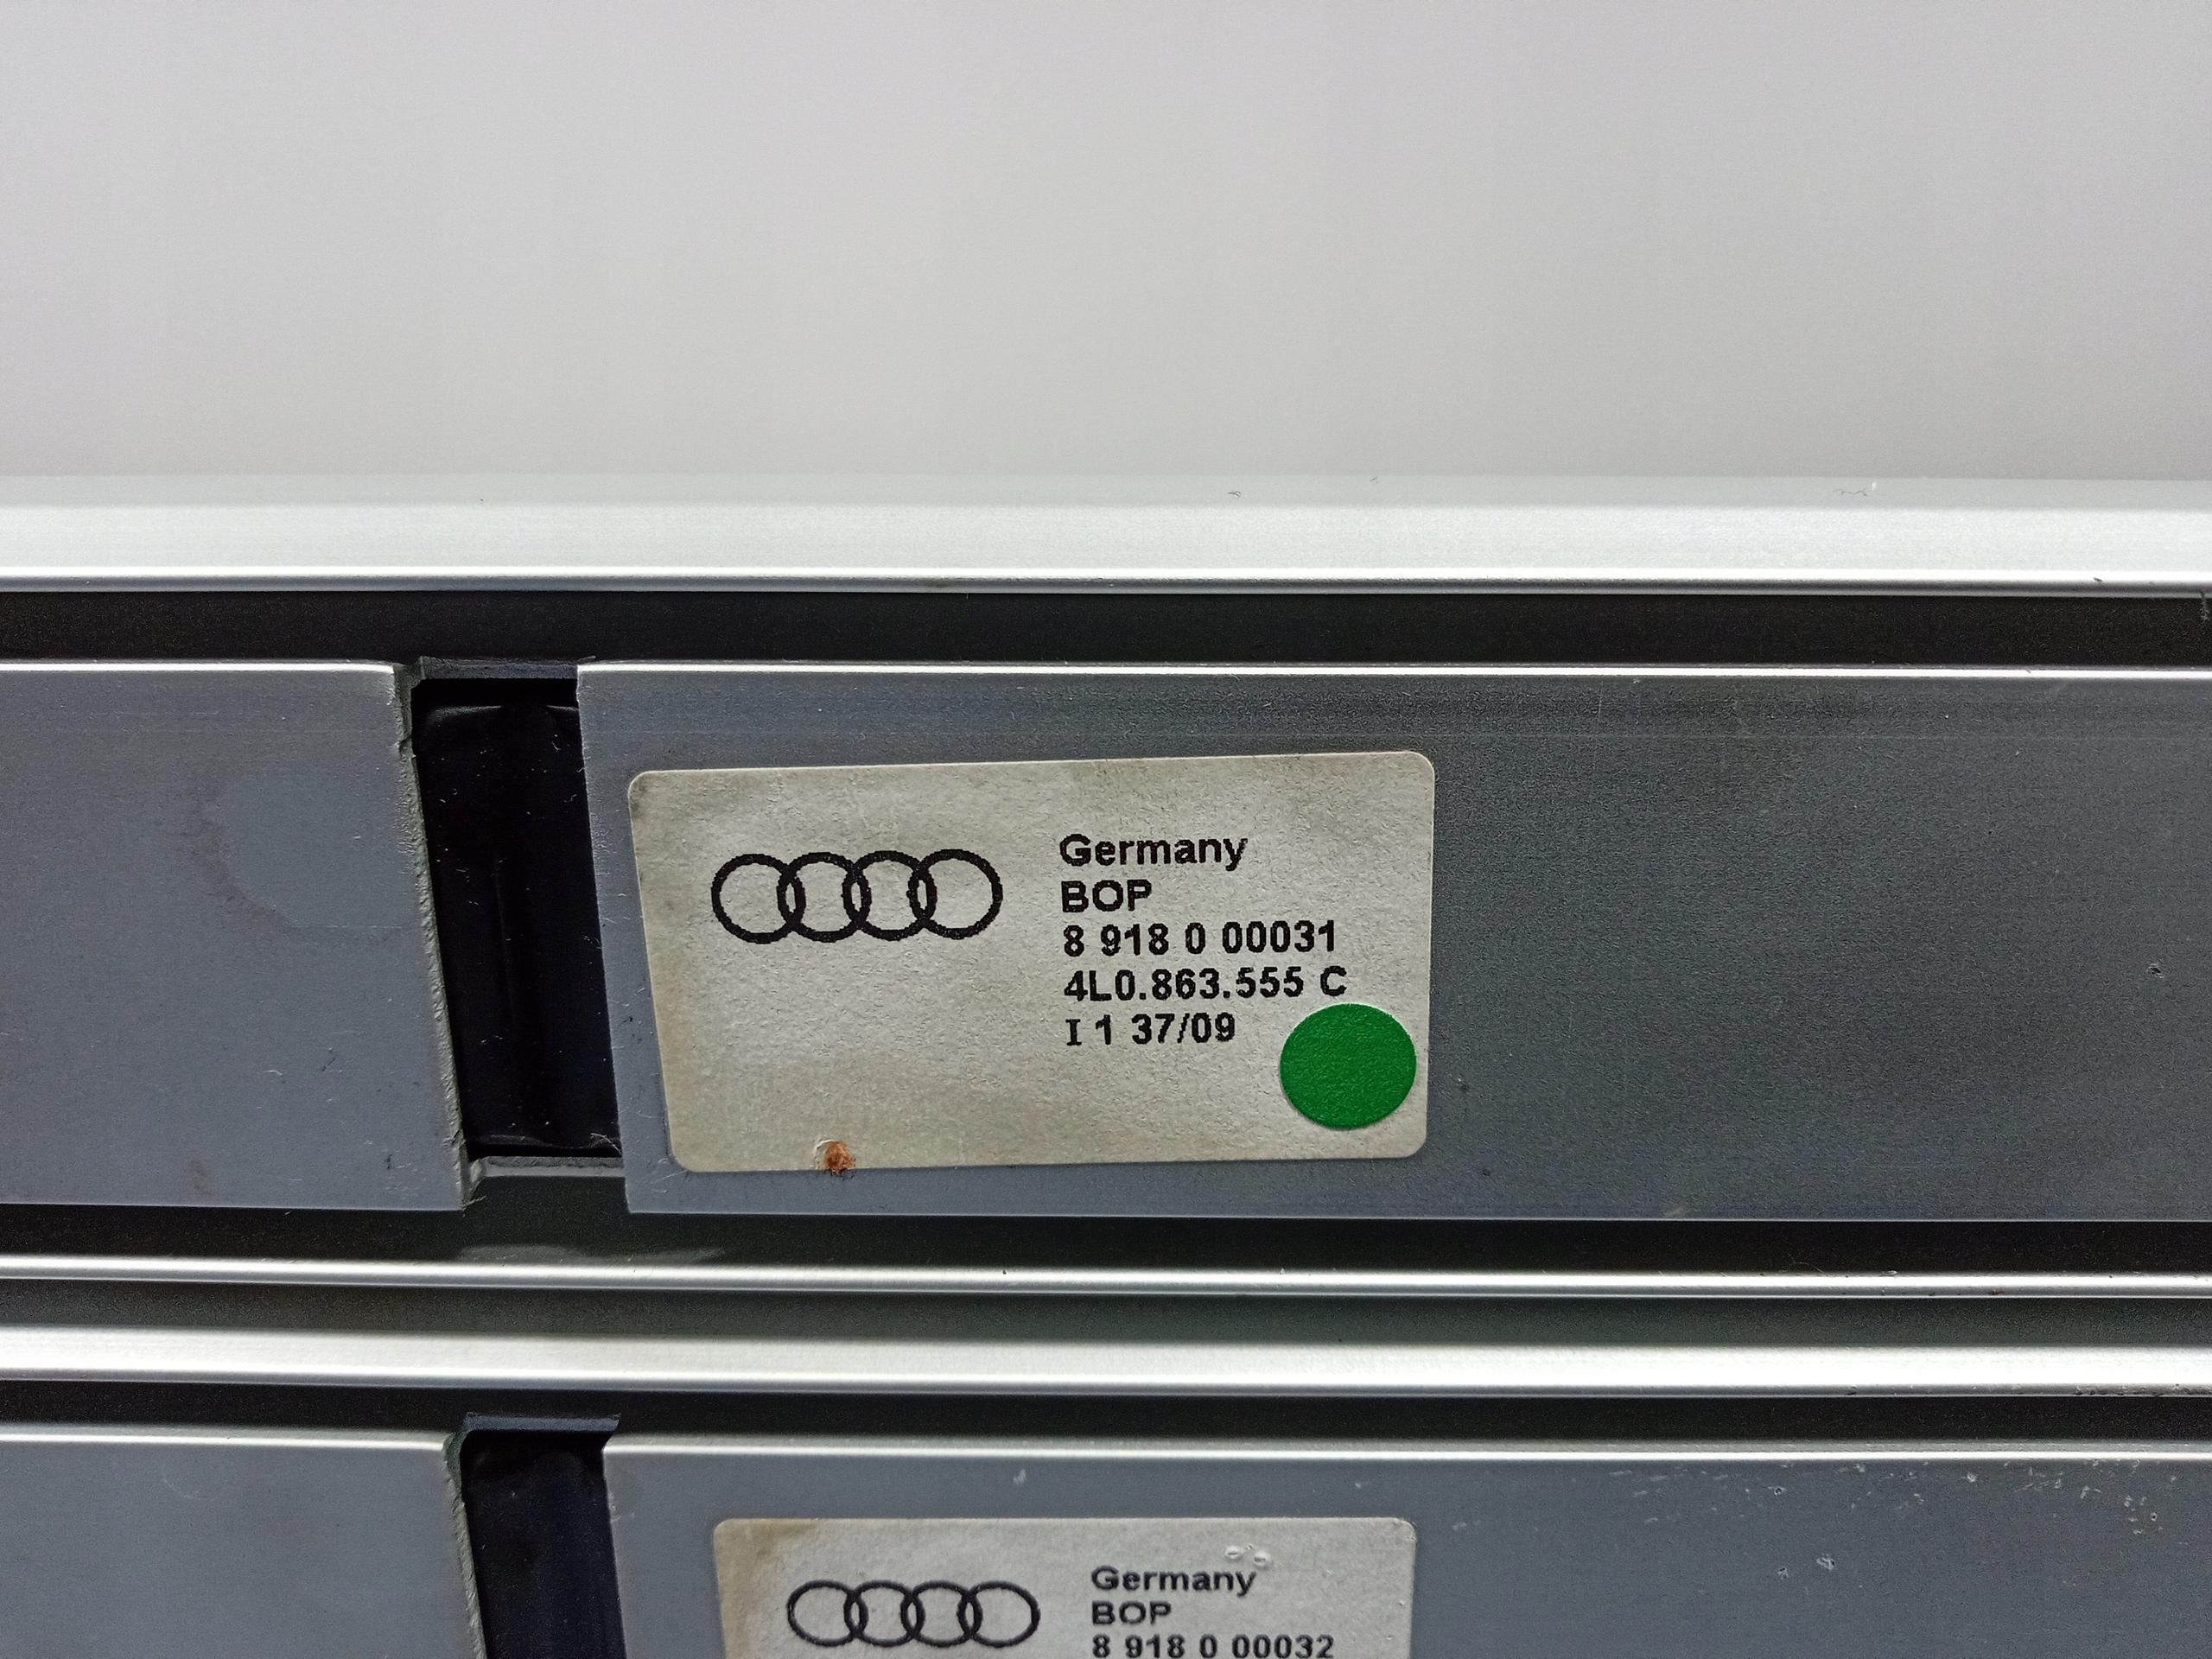 Germany
BOP
8 918 0 00031
4L0.863.555 C
I 1 37/09
Germany
BOP
8 918 0 00032